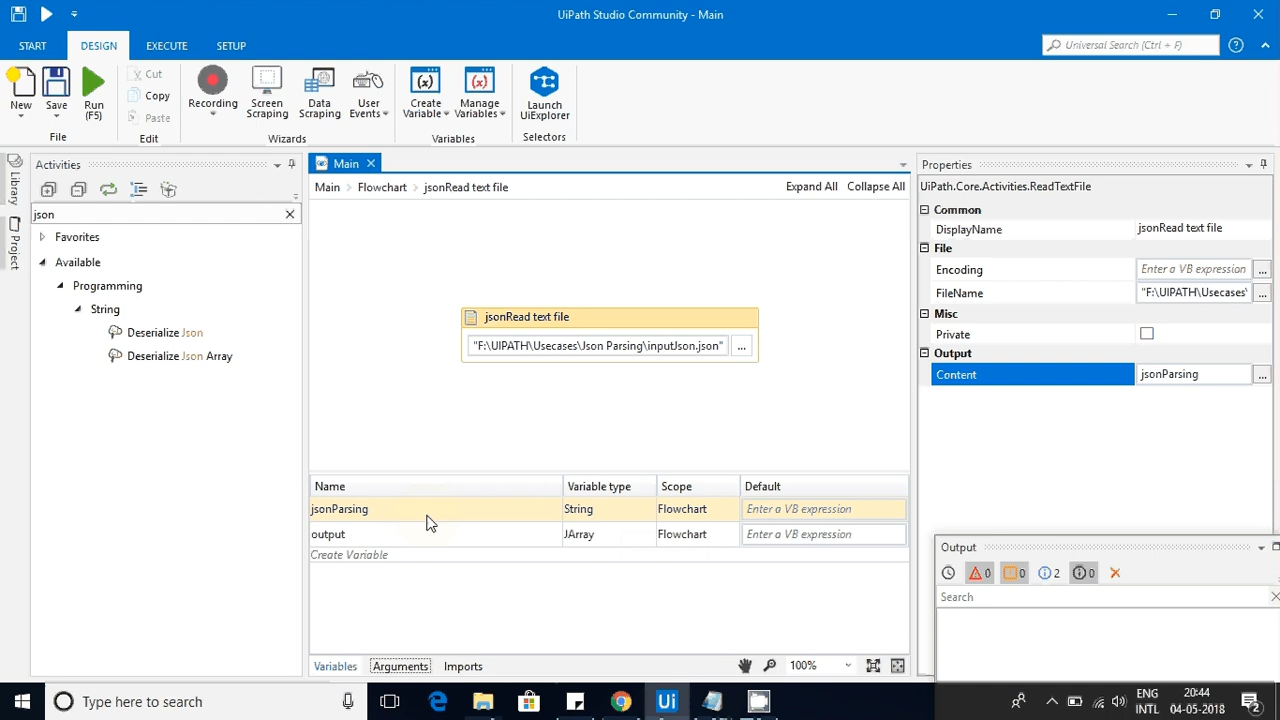 UiPath Studio Community - Main
START DESIGN EXECUTE SETUP
Universal Search (Ctrl + F)
New Save Run (F5)
File
Cut
Copy
Paste
Edit
Recording Screen Scraping Data Scraping User Events
Wizards
Create Variable Manage Variables
Variables
Launch UiExplorer
Selectors
Library
Project
Activities
json
Favorites
Available
Programming
String
Deserialize Json
Deserialize Json Array
Main
Main > Flowchart > jsonRead text file
Expand All Collapse All
jsonRead text file
"F:\UIPATH\Usecases\Json Parsing\inputJson.json" ...
Name Variable type Scope Default
jsonParsing String Flowchart Enter a VB expression
output JArray Flowchart Enter a VB expression
Create Variable
Variables Arguments Imports
100%
Properties
UiPath.Core.Activities.ReadTextFile
Common
DisplayName jsonRead text file
File
Encoding Enter a VB expression ...
FileName "F:\UIPATH\Usecases\ ...
Misc
Private
Output
Content jsonParsing ...
Output
0 0 2 0
Search
Type here to search
Ui
ENG
INTL
20:44
04-05-2018
2